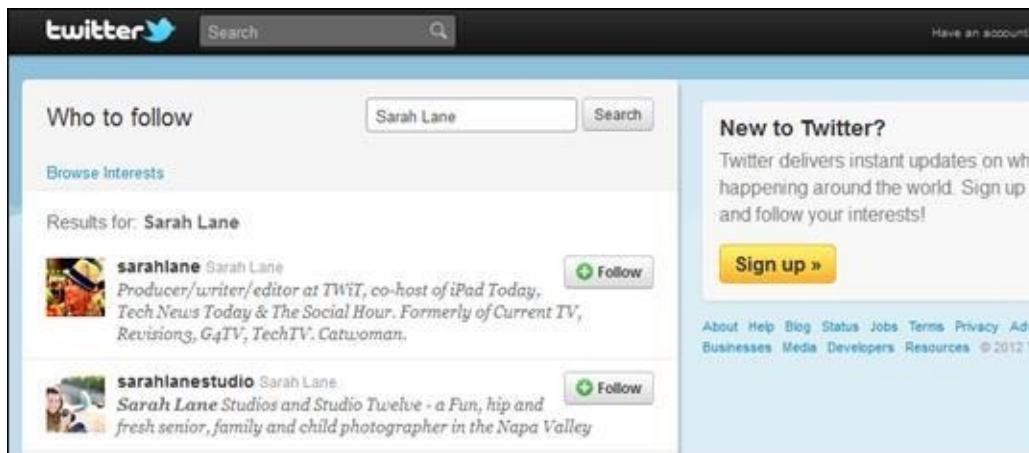 twitter
Search
Have an account
Who to follow
Sarah Lane
Search
Browse Interests
Results for: Sarah Lane
sarahlane Sarah Lane
Follow
Producer/writer/editor at TWiT, co-host of iPad Today,
Tech News Today & The Social Hour. Formerly of Current TV,
Revision3, G4TV, TechTV. Catwoman.
sarahlanestudio Sarah Lane
Follow
Sarah Lane Studios and Studio Twelve - a Fun, hip and
fresh senior, family and child photographer in the Napa Valley
New to Twitter?
Twitter delivers instant updates on wh
happening around the world. Sign up
and follow your interests!
Sign up »
About Help Blog Status Jobs Terms Privacy Ad
Businesses Media Developers Resources © 2012